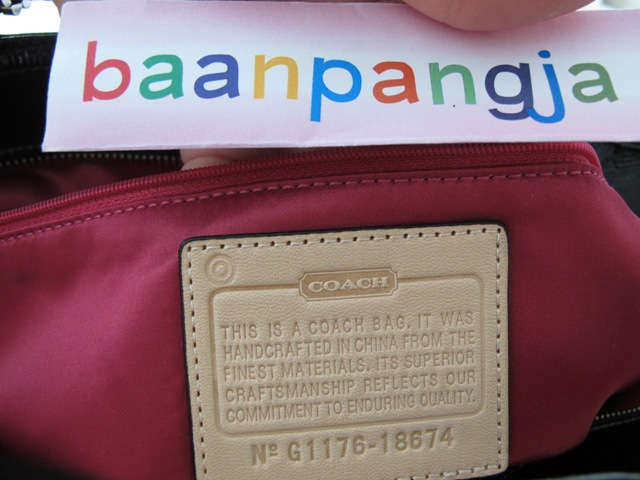 baanpangja
COACH
THIS IS A COACH BAG. IT WAS
HANDCRAFTED IN CHINA FROM THE
FINEST MATERIALS. ITS SUPERIOR
CRAFTSMANSHIP REFLECTS OUR
COMMITMENT TO ENDURING QUALITY.
Nº G1176-18674